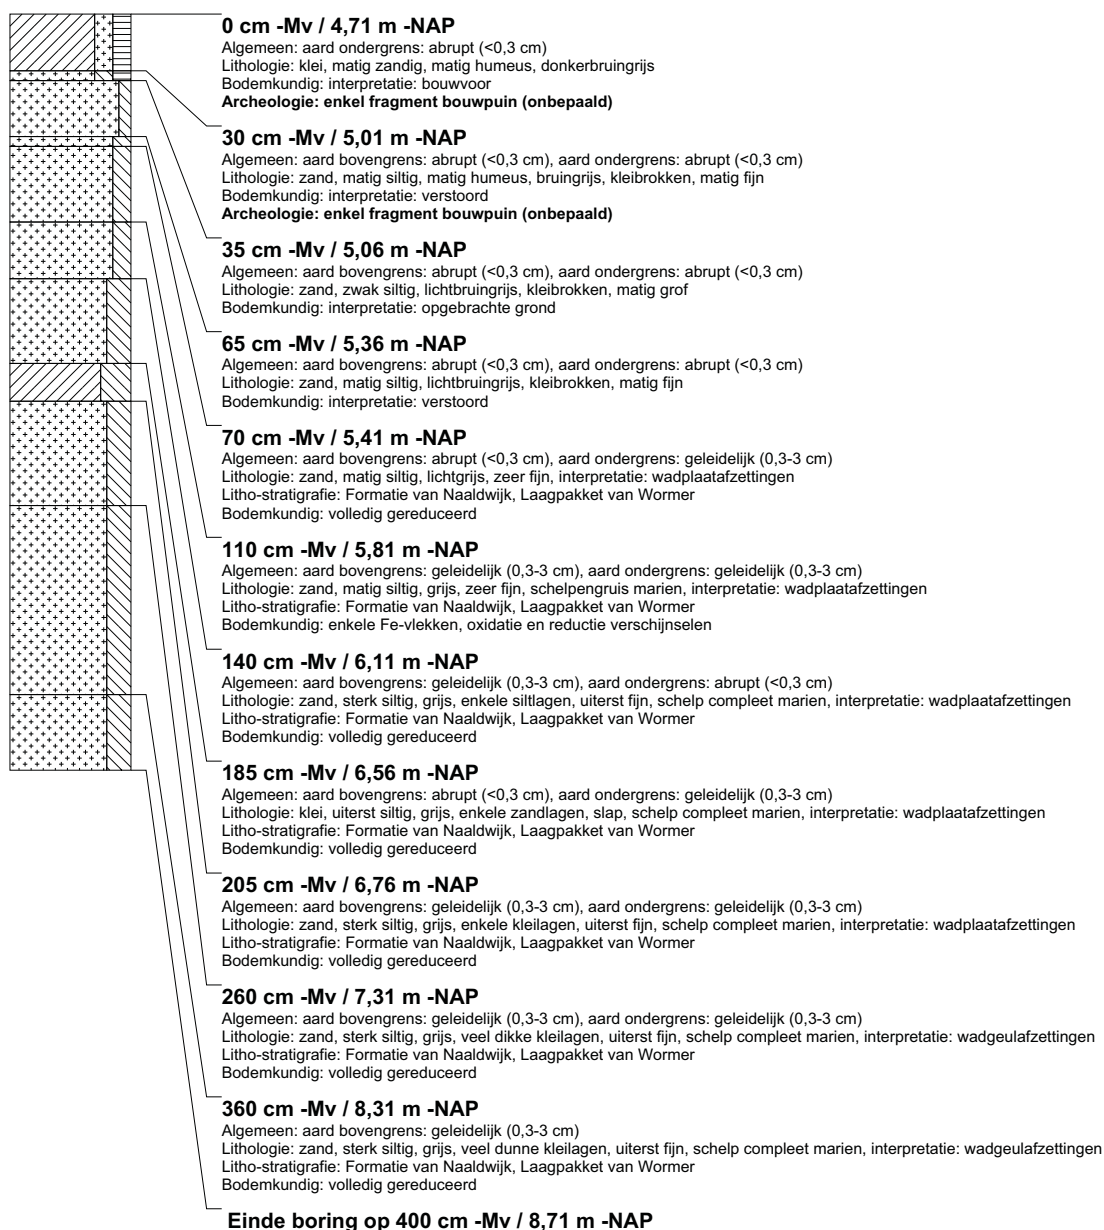 0 cm -Mv / 4,71 m -NAP
Algemeen: aard ondergrens: abrupt (<0,3 cm)
Lithologie: klei, matig zandig, matig humeus, donkerbruingrijs
Bodemkundig: interpretatie: bouwvoor
Archeologie: enkel fragment bouwpuin (onbepaald)
30 cm -Mv / 5,01 m -NAP
Algemeen: aard bovengrens: abrupt (<0,3 cm), aard ondergrens: abrupt (<0,3 cm)
Lithologie: zand, matig siltig, matig humeus, bruingrijs, kleibrokken, matig fijn
Bodemkundig: interpretatie: verstoord
Archeologie: enkel fragment bouwpuin (onbepaald)
35 cm -Mv / 5,06 m -NAP
Algemeen: aard bovengrens: abrupt (<0,3 cm), aard ondergrens: abrupt (<0,3 cm)
Lithologie: zand, zwak siltig, lichtbruingrijs, kleibrokken, matig grof
Bodemkundig: interpretatie: opgebrachte grond
65 cm -Mv / 5,36 m -NAP
Algemeen: aard bovengrens: abrupt (<0,3 cm), aard ondergrens: abrupt (<0,3 cm)
Lithologie: zand, matig siltig, lichtbruingrijs, kleibrokken, matig fijn
Bodemkundig: interpretatie: verstoord
70 cm -Mv / 5,41 m -NAP
Algemeen: aard bovengrens: abrupt (<0,3 cm), aard ondergrens: geleidelijk (0,3-3 cm)
Lithologie: zand, matig siltig, lichtgrijs, zeer fijn, interpretatie: wadplaatafzettingen
Litho-stratigrafie: Formatie van Naaldwijk, Laagpakket van Wormer
Bodemkundig: volledig gereduceerd
110 cm -Mv / 5,81 m -NAP
Algemeen: aard bovengrens: geleidelijk (0,3-3 cm), aard ondergrens: geleidelijk (0,3-3 cm)
Lithologie: zand, matig siltig, grijs, zeer fijn, schelpengruis marien, interpretatie: wadplaatafzettingen
Litho-stratigrafie: Formatie van Naaldwijk, Laagpakket van Wormer
Bodemkundig: enkele Fe-vlekken, oxidatie en reductie verschijnselen
140 cm -Mv / 6,11 m -NAP
Algemeen: aard bovengrens: geleidelijk (0,3-3 cm), aard ondergrens: abrupt (<0,3 cm)
Lithologie: zand, sterk siltig, grijs, enkele siltlagen, uiterst fijn, schelp compleet marien, interpretatie: wadplaatafzettingen
Litho-stratigrafie: Formatie van Naaldwijk, Laagpakket van Wormer
Bodemkundig: volledig gereduceerd
185 cm -Mv / 6,56 m -NAP
Algemeen: aard bovengrens: abrupt (<0,3 cm), aard ondergrens: geleidelijk (0,3-3 cm)
Lithologie: klei, uiterst siltig, grijs, enkele zandlagen, slap, schelp compleet marien, interpretatie: wadplaatafzettingen
Litho-stratigrafie: Formatie van Naaldwijk, Laagpakket van Wormer
Bodemkundig: volledig gereduceerd
205 cm -Mv / 6,76 m -NAP
Algemeen: aard bovengrens: geleidelijk (0,3-3 cm), aard ondergrens: geleidelijk (0,3-3 cm)
Lithologie: zand, sterk siltig, grijs, enkele kleilagen, uiterst fijn, schelp compleet marien, interpretatie: wadplaatafzettingen
Litho-stratigrafie: Formatie van Naaldwijk, Laagpakket van Wormer
Bodemkundig: volledig gereduceerd
260 cm -Mv / 7,31 m -NAP
Algemeen: aard bovengrens: geleidelijk (0,3-3 cm), aard ondergrens: geleidelijk (0,3-3 cm)
Lithologie: zand, sterk siltig, grijs, veel dikke kleilagen, uiterst fijn, schelp compleet marien, interpretatie: wadgeulafzettingen
Litho-stratigrafie: Formatie van Naaldwijk, Laagpakket van Wormer
Bodemkundig: volledig gereduceerd
360 cm -Mv / 8,31 m -NAP
Algemeen: aard bovengrens: geleidelijk (0,3-3 cm)
Lithologie: zand, sterk siltig, grijs, veel dunne kleilagen, uiterst fijn, schelp compleet marien, interpretatie: wadgeulafzettingen
Litho-stratigrafie: Formatie van Naaldwijk, Laagpakket van Wormer
Bodemkundig: volledig gereduceerd
Einde boring op 400 cm -Mv / 8,71 m -NAP